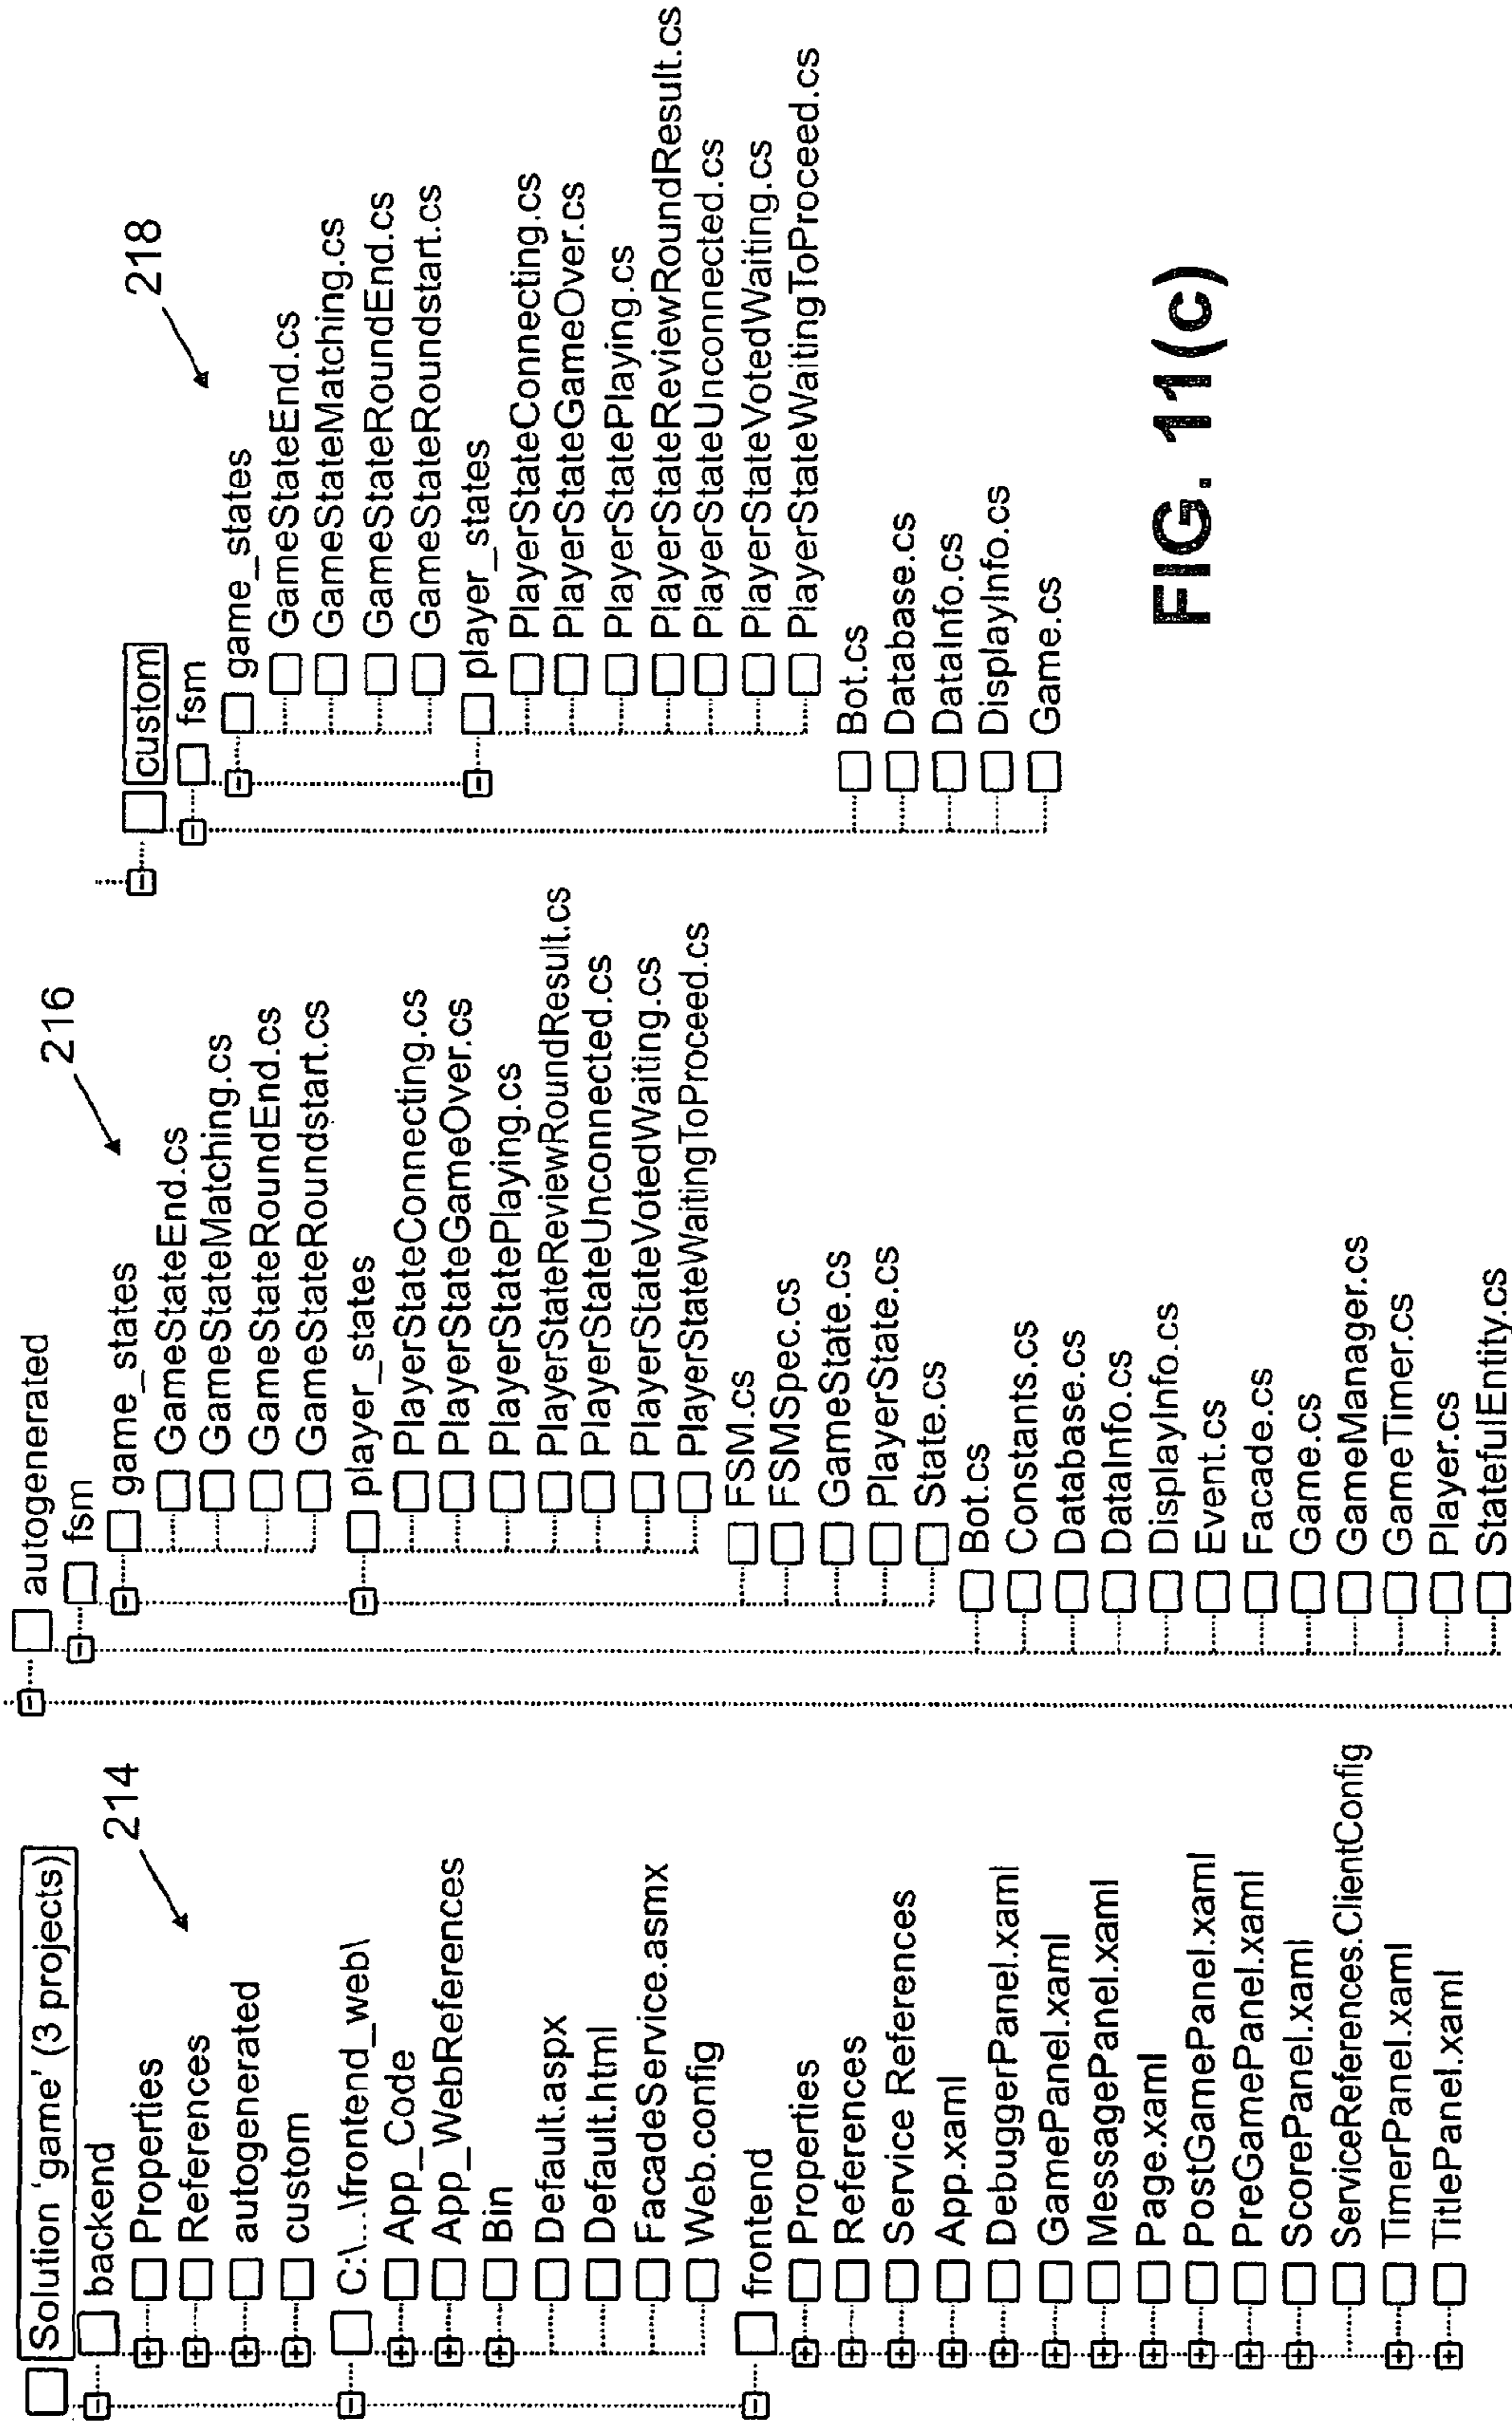 Solution 'game' (3 projects)
backend
Properties
References
autogenerated
custom
C:\...\frontend_web\
App_Code
App_WebReferences
Bin
Default.aspx
Default.html
FacadeService.asmx
Web.config
frontend
Properties
References
Service References
App.xaml
DebuggerPanel.xaml
GamePanel.xaml
MessagePanel.xaml
Page.xaml
PostGamePanel.xaml
PreGamePanel.xaml
ScorePanel.xaml
ServiceReferences.ClientConfig
TimerPanel.xaml
TitlePanel.xaml
214
autogenerated
fsm
game_states
GameStateEnd.cs
GameStateMatching.cs
GameStateRoundEnd.cs
GameStateRoundstart.cs
player_states
PlayerStateConnecting.cs
PlayerStateGameOver.cs
PlayerStatePlaying.cs
PlayerStateReviewRoundResult.cs
PlayerStateUnconnected.cs
PlayerStateVotedWaiting.cs
PlayerStateWaitingToProceed.cs
FSM.cs
FSMSpec.cs
GameState.cs
PlayerState.cs
State.cs
Bot.cs
Constants.cs
Database.cs
DataInfo.cs
DisplayInfo.cs
Event.cs
Facade.cs
Game.cs
GameManager.cs
GameTimer.cs
Player.cs
StatefulEntity.cs
216
custom
fsm
game_states
GameStateEnd.cs
GameStateMatching.cs
GameStateRoundEnd.cs
GameStateRoundstart.cs
player_states
PlayerStateConnecting.cs
PlayerStateGameOver.cs
PlayerStatePlaying.cs
PlayerStateReviewRoundResult.cs
PlayerStateUnconnected.cs
PlayerStateVotedWaiting.cs
PlayerStateWaitingToProceed.cs
Bot.cs
Database.cs
DataInfo.cs
DisplayInfo.cs
Game.cs
218
FIG. 11(c)